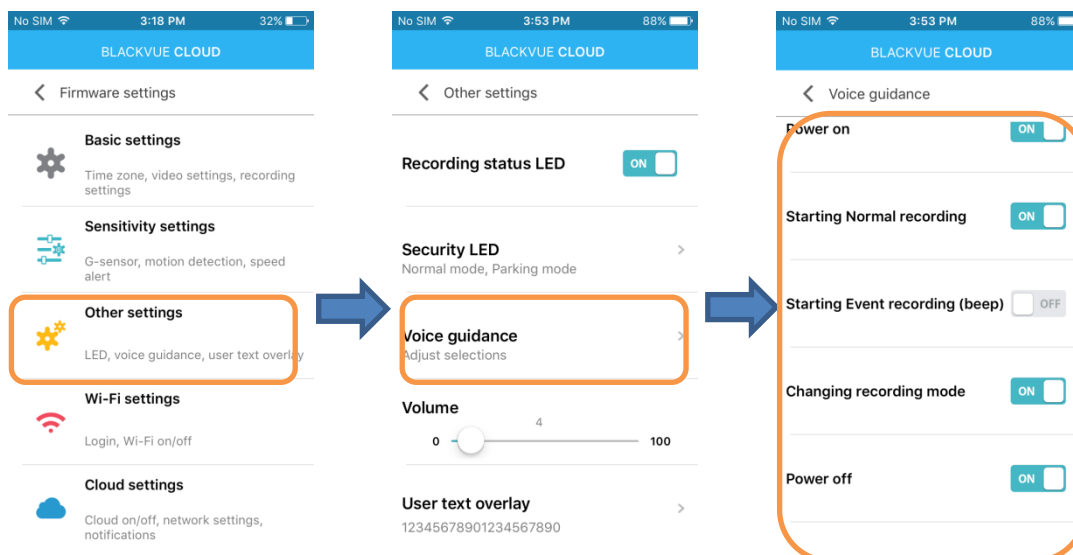 No SIM 3:18 PM 32%
BLACKVUE CLOUD
Firmware settings
Basic settings
Time zone, video settings, recording
settings
Sensitivity settings
G-sensor, motion detection, speed
alert
Other settings
LED, voice guidance, user text overlay
Wi-Fi settings
Login, Wi-Fi on/off
Cloud settings
Cloud on/off, network settings,
notifications
No SIM 3:53 PM 88%
BLACKVUE CLOUD
Other settings
Recording status LED ON
Security LED
Normal mode, Parking mode
Voice guidance
Adjust selections
Volume
4
0 100
User text overlay
12345678901234567890
No SIM 3:53 PM 88%
BLACKVUE CLOUD
Voice guidance
Power on ON
Starting Normal recording ON
Starting Event recording (beep) OFF
Changing recording mode ON
Power off ON